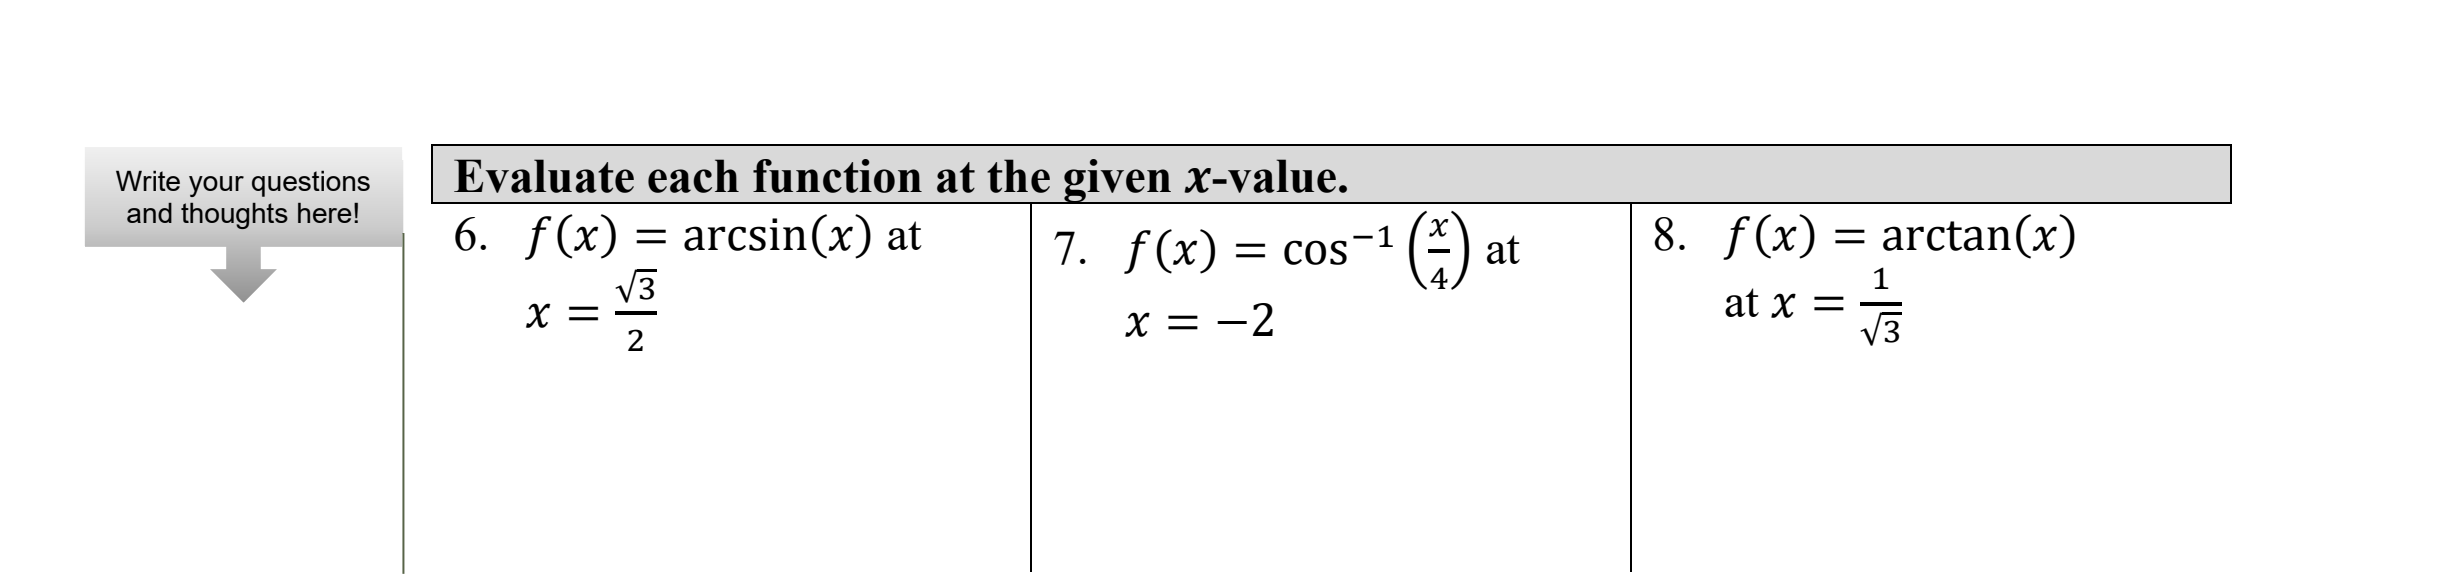 Write your questions
and thoughts here!
Evaluate each function at the given x-value.
6. f(x) = arcsin(x) at
x = √3/2
7. f(x) = cos⁻¹(x/4) at
x = −2
8. f(x) = arctan(x)
at x = 1/√3